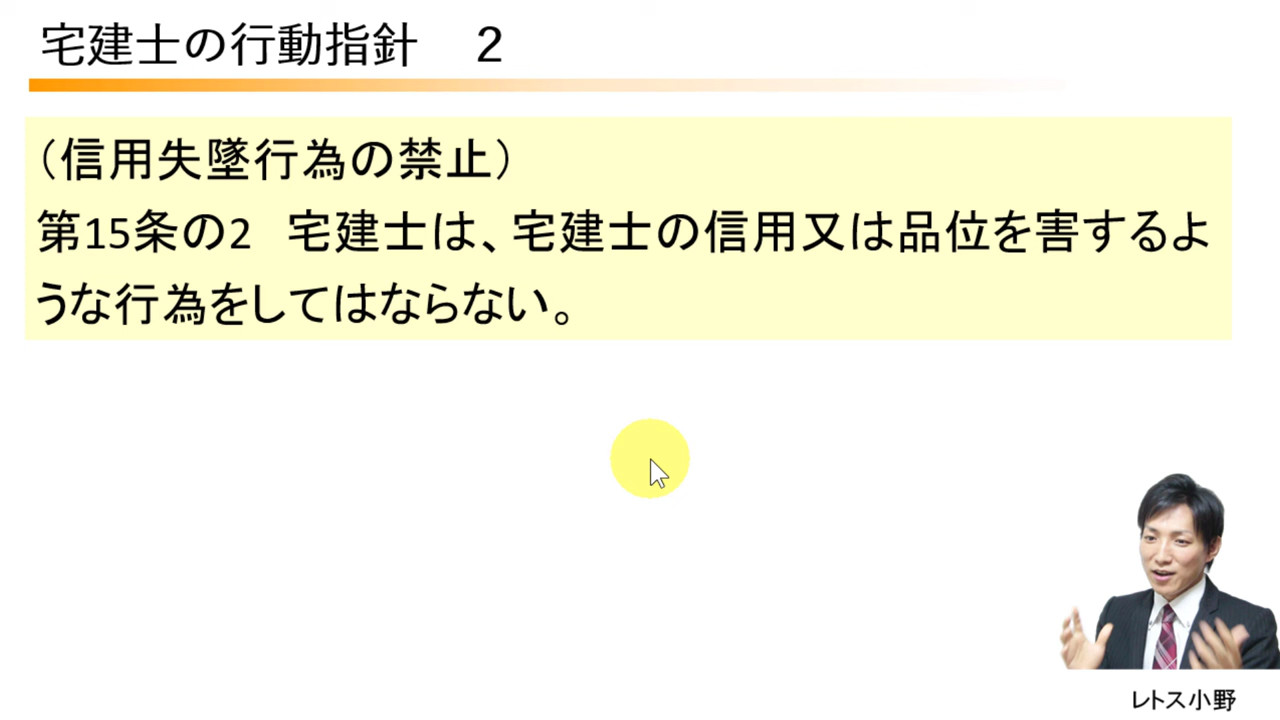 宅建士の行動指針　２
（信用失墜行為の禁止）
第15条の2　宅建士は、宅建士の信用又は品位を害するよ
うな行為をしてはならない。
レトス小野